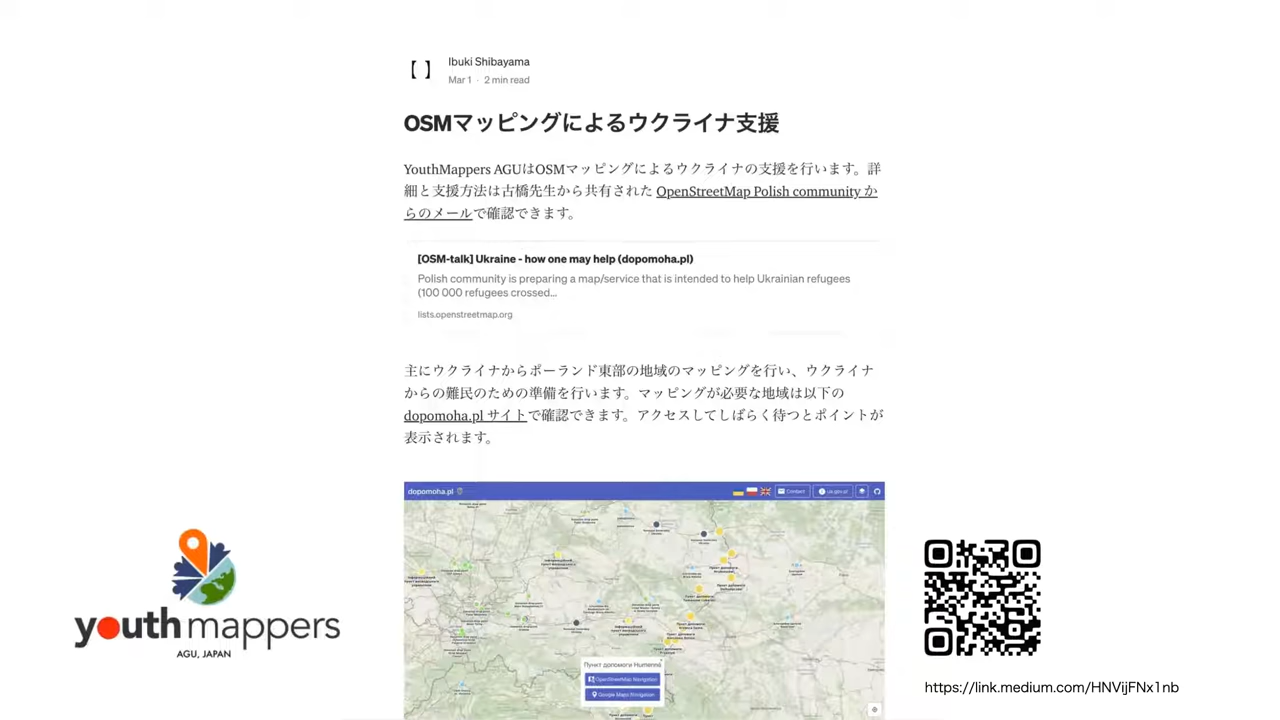 【 】
Ibuki Shibayama
Mar 1 · 2 min read
OSMマッピングによるウクライナ支援
YouthMappers AGUはOSMマッピングによるウクライナの支援を行います。詳
細と支援方法は古橋先生から共有された OpenStreetMap Polish community か
らのメールで確認できます。
[OSM-talk] Ukraine - how one may help (dopomoha.pl)
Polish community is preparing a map/service that is intended to help Ukrainian refugees
(100 000 refugees crossed...
lists.openstreetmap.org
主にウクライナからポーランド東部の地域のマッピングを行い、ウクライナ
からの難民のための準備を行います。マッピングが必要な地域は以下の
dopomoha.pl サイトで確認できます。アクセスしてしばらく待つとポイントが
表示されます。
dopomoha.pl
Contact
ua.gov.pl
Пункт допомоги Humenné
OpenStreetMap Navigation
Google Maps Navigation
youthmappers
AGU, JAPAN
https://link.medium.com/HNVijFNx1nb